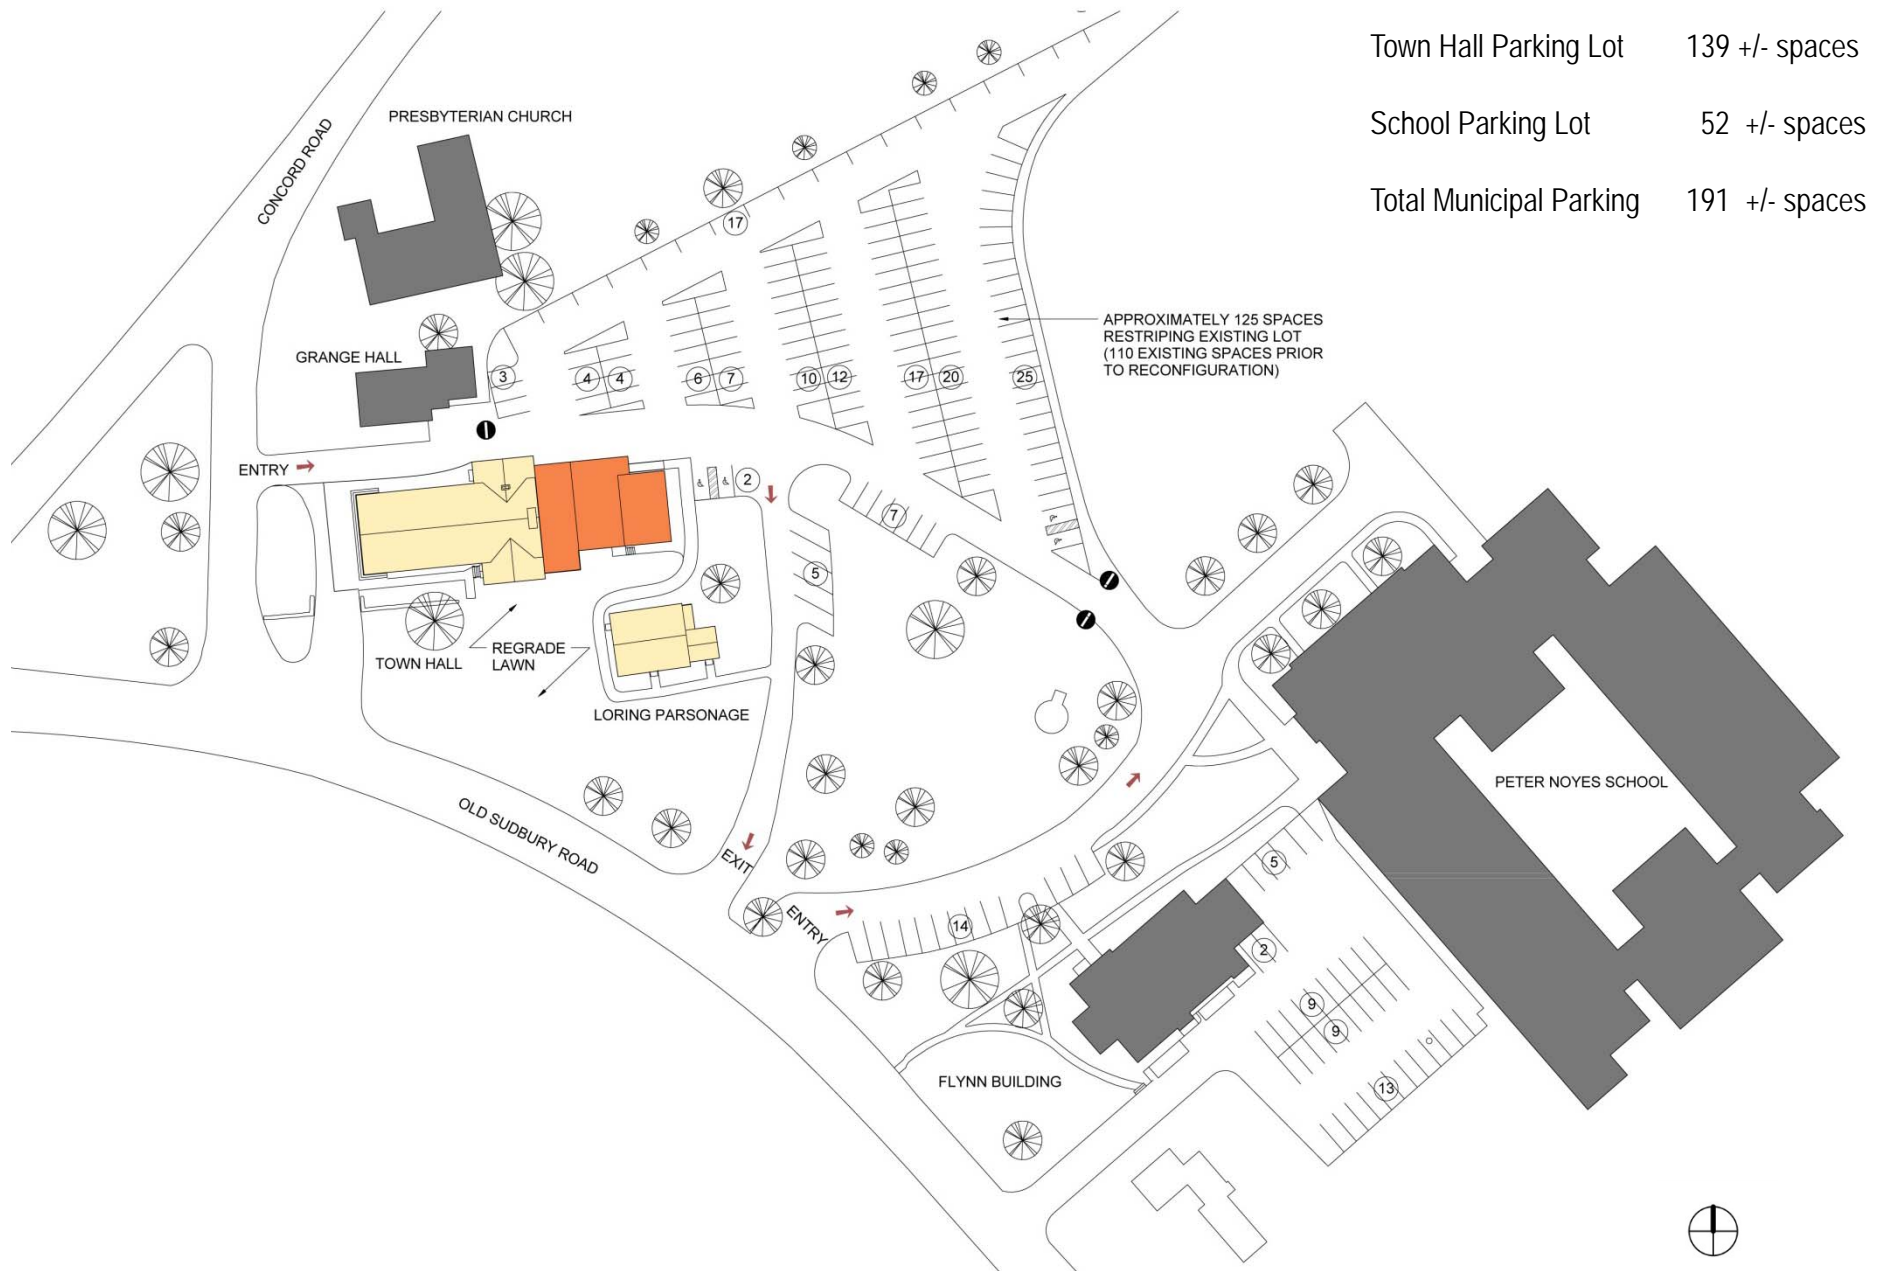 Town Hall Parking Lot 139 +/- spaces
School Parking Lot 52 +/- spaces
Total Municipal Parking 191 +/- spaces
PRESBYTERIAN CHURCH
CONCORD ROAD
17
GRANGE HALL
APPROXIMATELY 125 SPACES
RESTRIPING EXISTING LOT
(110 EXISTING SPACES PRIOR
TO RECONFIGURATION)
3 4 4 6 7 10 12 17 20 25
ENTRY
2
7
5
TOWN HALL
REGRADE
LAWN
LORING PARSONAGE
PETER NOYES SCHOOL
OLD SUDBURY ROAD
EXIT
ENTRY
14
5
2
9
9
13
FLYNN BUILDING